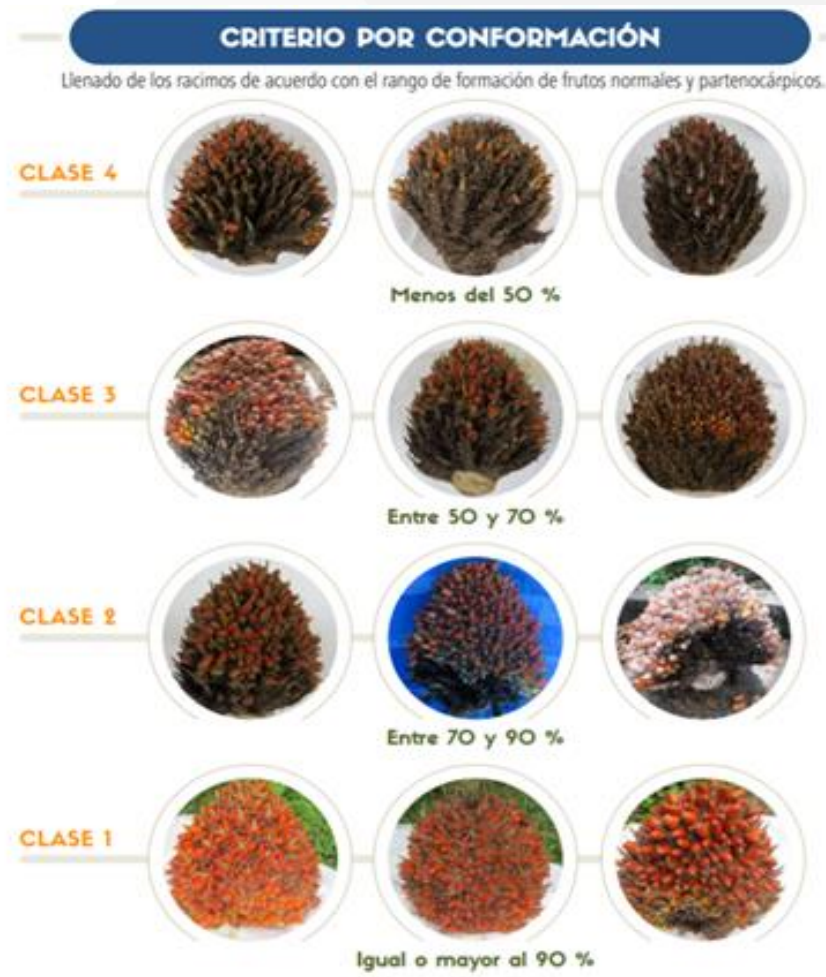 CRITERIO POR CONFORMACIÓN
Llenado de los racimos de acuerdo con el rango de formación de frutos normales y partenocárpicos.
CLASE 4
Menos del 50 %
CLASE 3
Entre 50 y 70 %
CLASE 2
Entre 70 y 90 %
CLASE 1
Igual o mayor al 90 %